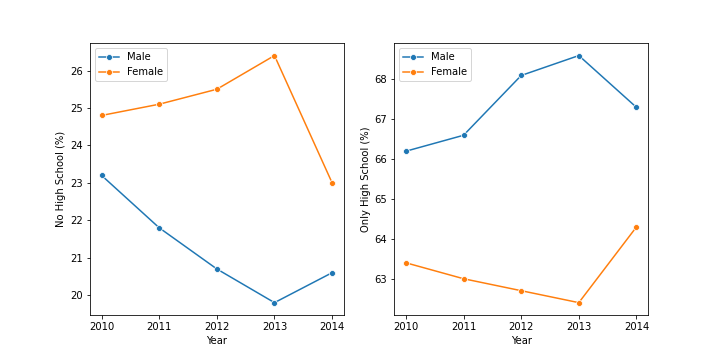 Male
Female
No High School (%)
26
25
24
23
22
21
20
2010 2011 2012 2013 2014
Year
Male
Female
Only High School (%)
68
67
66
65
64
63
2010 2011 2012 2013 2014
Year